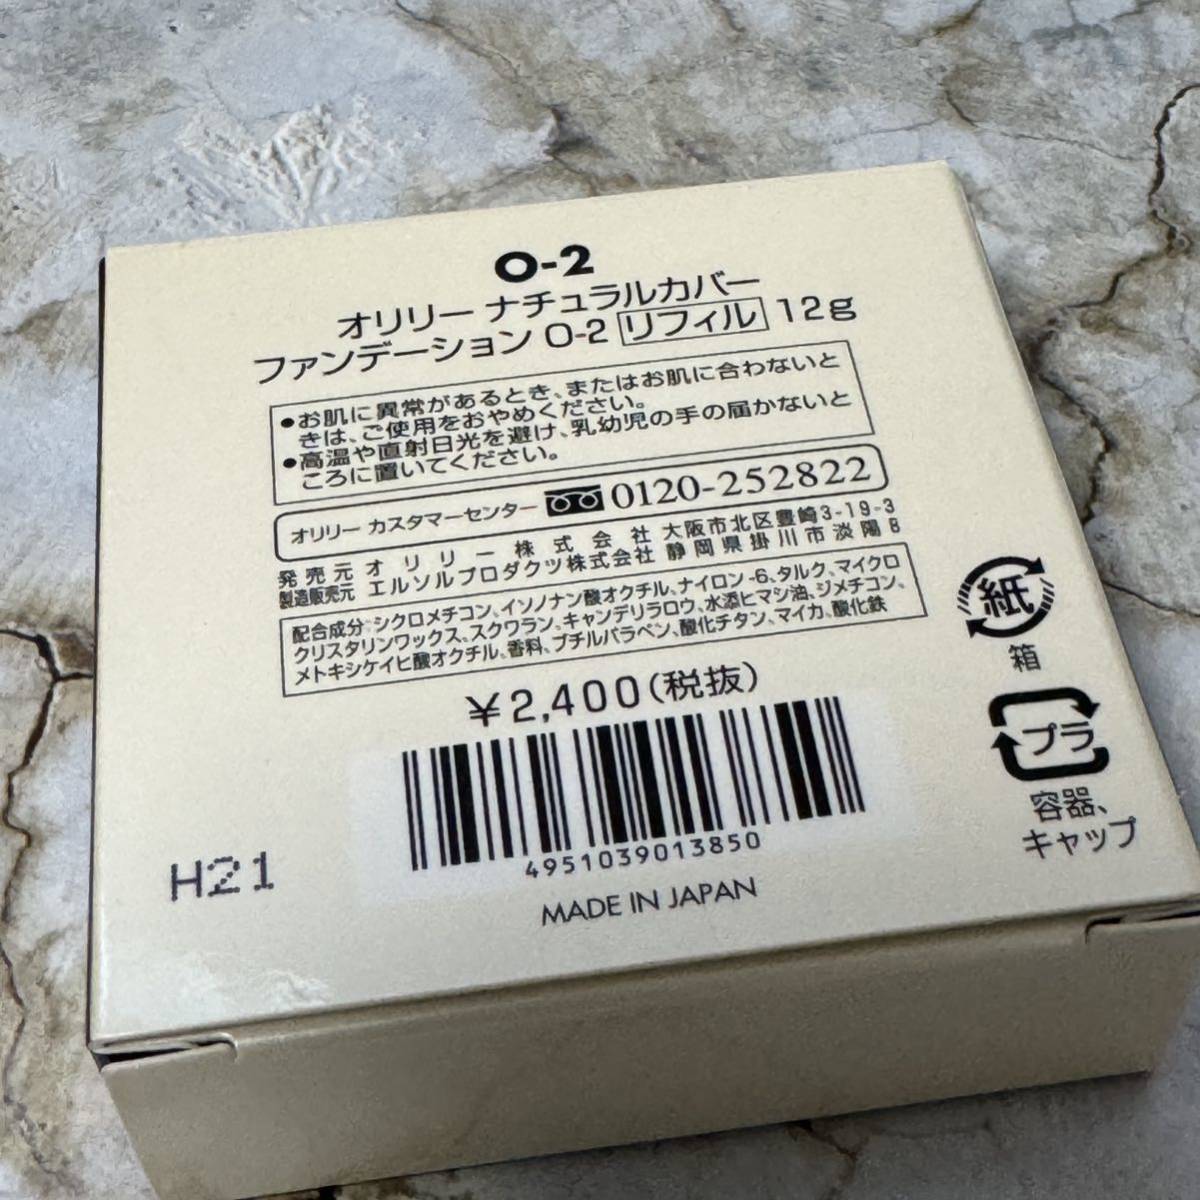 O-2
オリリー ナチュラルカバー
ファンデーション O-2 リフィル 12g
●お肌に異常があるとき、またはお肌に合わないと
きは、ご使用をおやめください。
●高温や直射日光を避け、乳幼児の手の届かないと
ころに置いてください。
オリリー カスタマーセンター 0120-252822
発売元 オリリー株式会社 大阪市北区豊崎3-19-3
製造販売元 エルソルプロダクツ株式会社 静岡県掛川市淡陽8
配合成分:シクロメチコン、イソノナン酸オクチル、ナイロン-6、タルク、マイクロ
クリスタリンワックス、スクワラン、キャンデリラロウ、水添ヒマシ油、ジメチコン、
メトキシケイヒ酸オクチル、香料、ブチルパラベン、酸化チタン、マイカ、酸化鉄
¥2,400(税抜)
4951039013850
MADE IN JAPAN
H21
紙
箱
プラ
容器、
キャップ